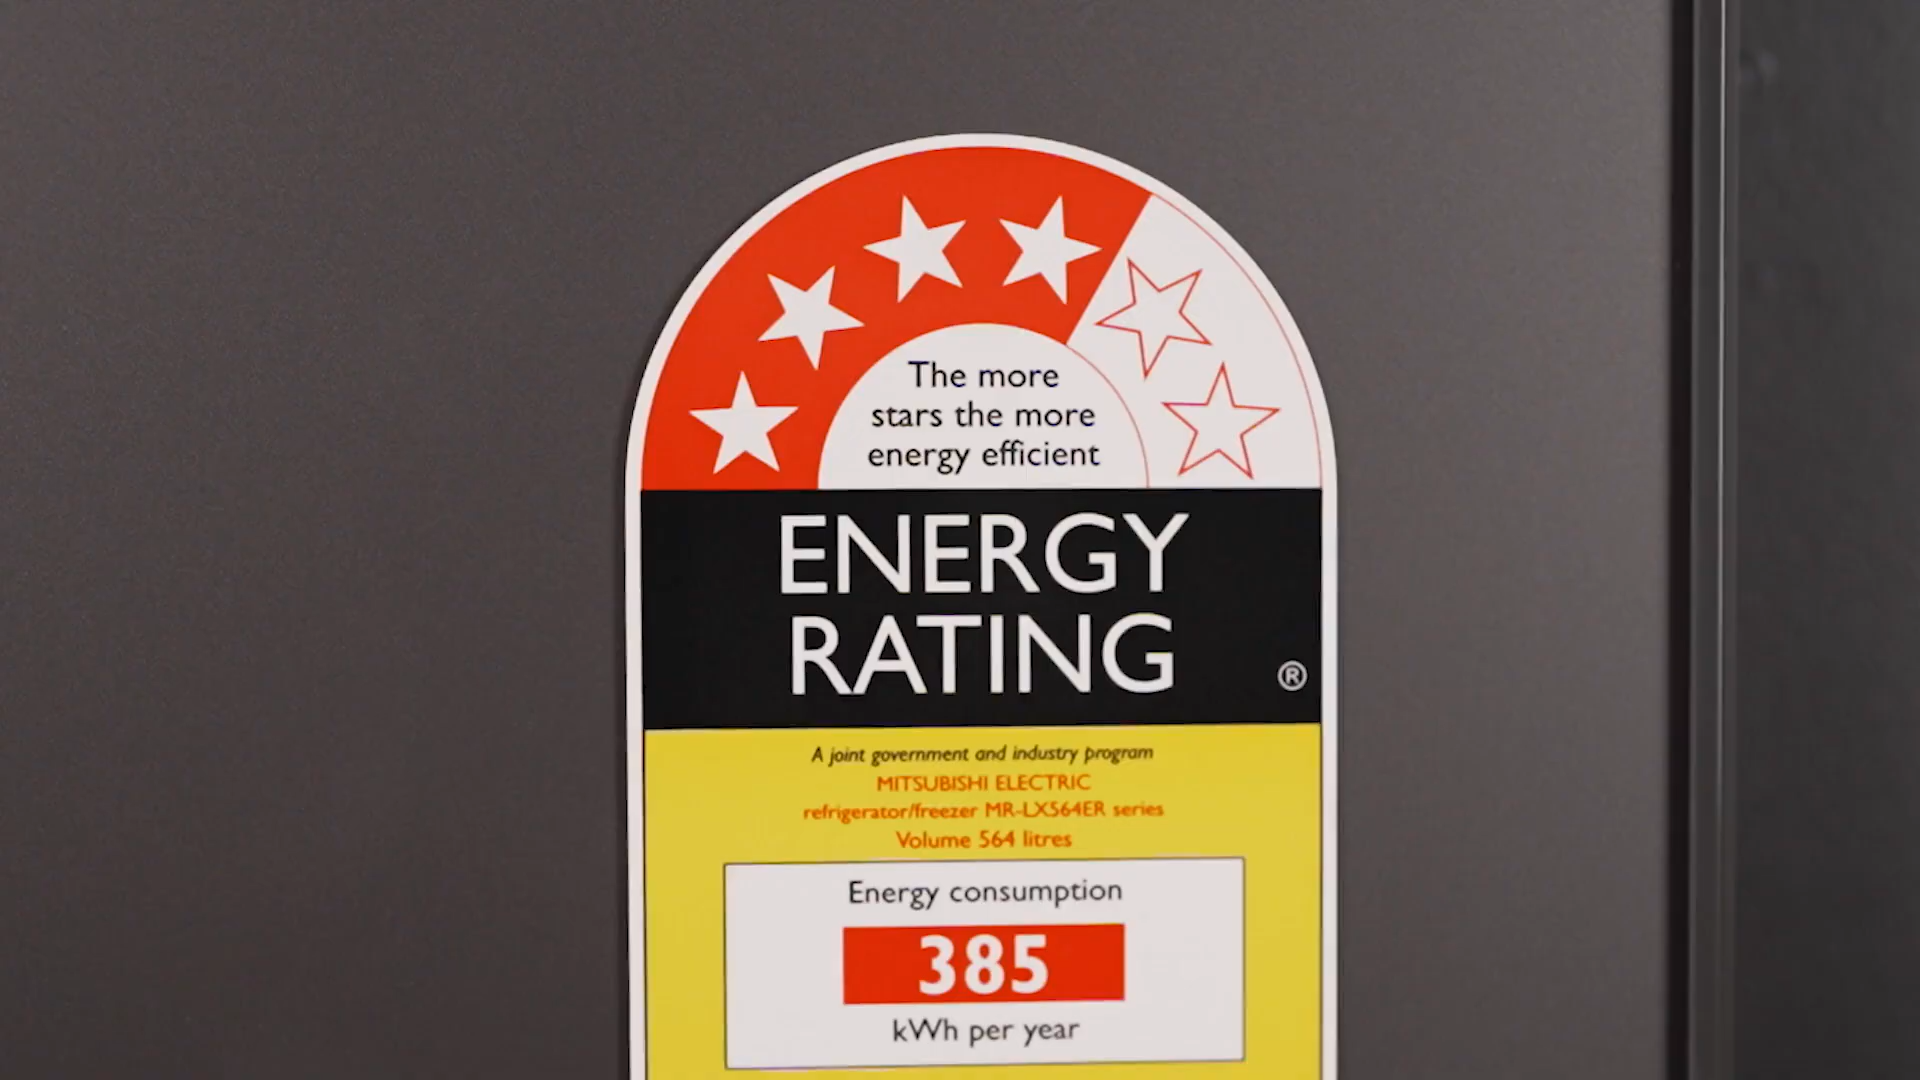 The more
stars the more
energy efficient
ENERGY
RATING
®
A joint government and industry program
MITSUBISHI ELECTRIC
refrigerator/freezer MR-LX564ER series
Volume 564 litres
Energy consumption
385
kWh per year